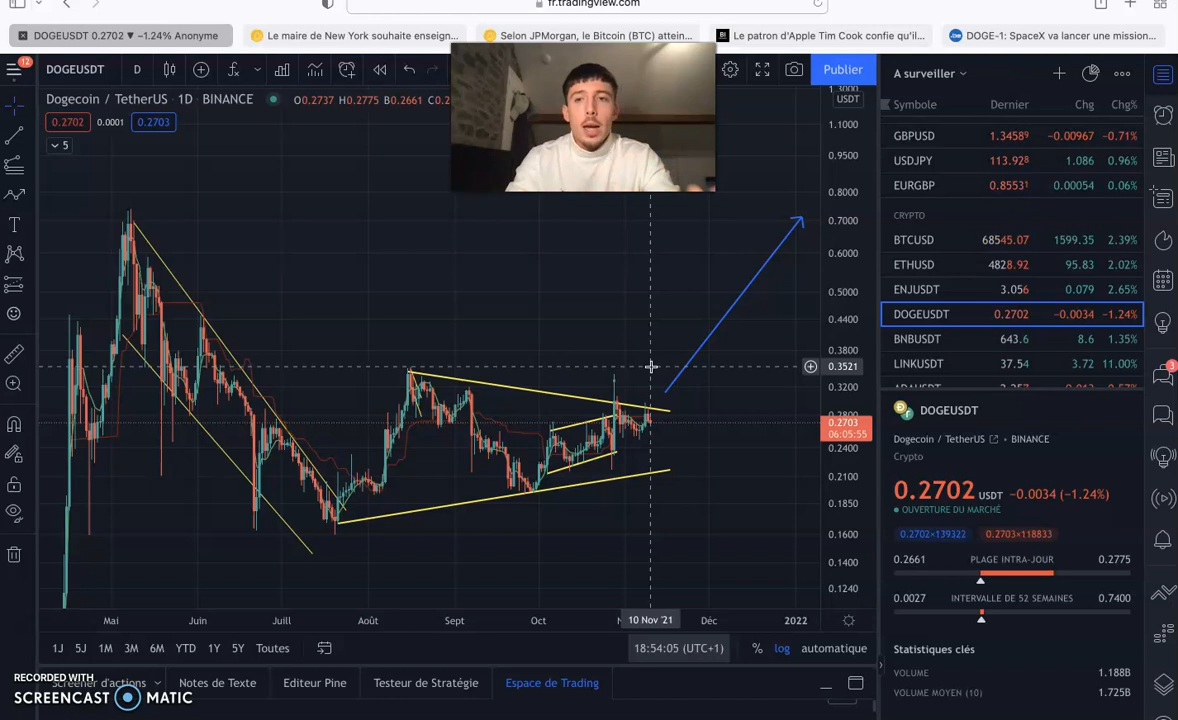 fr.tradingview.com
DOGEUSDT 0.2702 ▼ −1.24% Anonyme
Le maire de New York souhaite enseign...
Selon JPMorgan, le Bitcoin (BTC) attein...
Le patron d'Apple Tim Cook confie qu'il...
DOGE-1: SpaceX va lancer une mission...
12
DOGEUSDT
D
Publier
Dogecoin / TetherUS · 1D · BINANCE
O0.2737 H0.2775 B0.2661 C0.2
0.2702
0.0001
0.2703
5
USDT
1.3000
1.1000
0.9500
0.8000
0.7000
0.6000
0.5000
0.4400
0.3800
0.3521
0.3200
0.2800
0.2703
06:05:55
0.2400
0.2100
0.1850
0.1600
0.1400
0.1240
Mai
Juin
Juill
Août
Sept
Oct
10 Nov '21
Déc
2022
1J
5J
1M
3M
6M
YTD
1Y
5Y
Toutes
18:54:05 (UTC+1)
%
log
automatique
RECORDED WITH
SCREENCAST MATIC
d'actions
Notes de Texte
Editeur Pine
Testeur de Stratégie
Espace de Trading
A surveiller
Symbole Dernier Chg Chg%
GBPUSD 1.34589 −0.00967 −0.71%
USDJPY 113.928 1.086 0.96%
EURGBP 0.85531 0.00054 0.06%
CRYPTO
BTCUSD 68545.07 1599.35 2.39%
ETHUSD 4828.92 95.83 2.02%
ENJUSDT 3.056 0.079 2.65%
DOGEUSDT 0.2702 −0.0034 −1.24%
BNBUSDT 643.6 8.6 1.35%
LINKUSDT 37.54 3.72 11.00%
3
DOGEUSDT
Dogecoin / TetherUS BINANCE
Crypto
0.2702 USDT −0.0034 (−1.24%)
OUVERTURE DU MARCHÉ
0.2702×139322 0.2703×118833
0.2661 PLAGE INTRA-JOUR 0.2775
0.0027 INTERVALLE DE 52 SEMAINES 0.7400
Statistiques clés
VOLUME 1.188B
VOLUME MOYEN (10) 1.725B